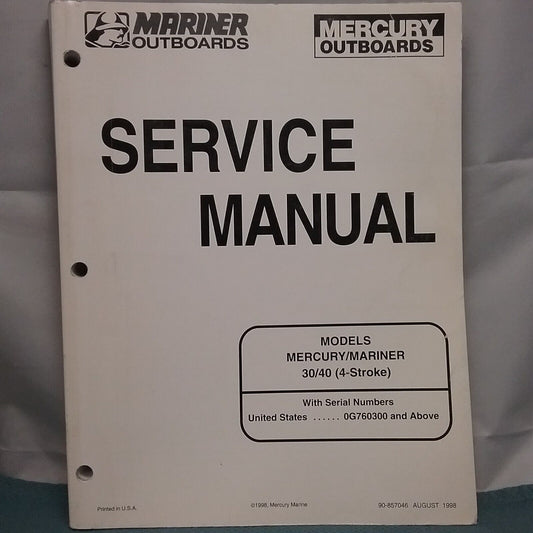 MARINER
OUTBOARDS
MERCURY
OUTBOARDS
SERVICE
MANUAL
MODELS
MERCURY/MARINER
30/40 (4-Stroke)
With Serial Numbers
United States ...... 0G760300 and Above
Printed in U.S.A.
©1998, Mercury Marine
90-857046 AUGUST 1998